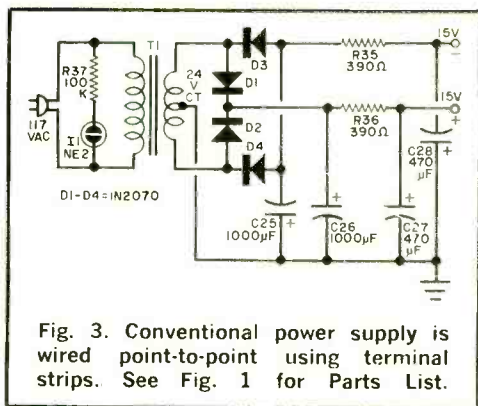 T1
D3
15V
−
R37
100
K
24
V
CT
D1
R35
390Ω
117
VAC
I1
NE2
D2
15V
+
R36
390Ω
D4
C28
470
μF
+
D1-D4=1N2070
+
+
+
C25
1000μF
C26
1000μF
C27
470
μF
Fig. 3. Conventional power supply is
wired point-to-point using terminal
strips. See Fig. 1 for Parts List.